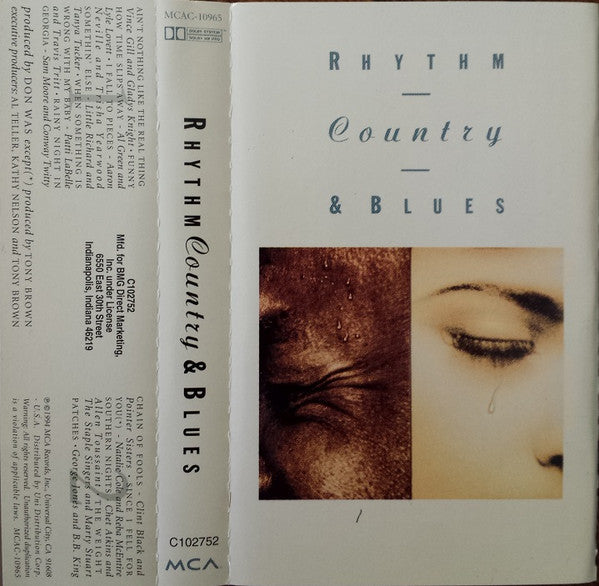 AIN'T NOTHING LIKE THE REAL THING
Vince Gill and Gladys Knight • FUNNY
HOW TIME SLIPS AWAY • Al Green and
Lyle Lovett • I FALL TO PIECES • Aaron
Neville and Trisha Yearwood
SOMETHIN' ELSE • Little Richard and
Tanya Tucker • WHEN SOMETHING IS
WRONG WITH MY BABY • Patti LaBelle
and Travis Tritt • RAINY NIGHT IN
GEORGIA • Sam Moore and Conway Twitty
produced by DON WAS except(*) produced by TONY BROWN
executive producers: AL TELLER, KATHY NELSON and TONY BROWN
C102752
Mfd. for BMG Direct Marketing,
Inc. under License
6550 East 30th Street
Indianapolis, Indiana 46219
CHAIN OF FOOLS • Clint Black and
Pointer Sisters • SINCE I FELL FOR
YOU(*) • Natalie Cole and Reba McEntire
SOUTHERN NIGHTS • Chet Atkins and
Allen Toussaint • THE WEIGHT
The Staple Singers and Marty Stuart
PATCHES • George Jones and B.B. King
℗©1994 MCA Records, Inc., Universal City, CA 91608
- U.S.A. Distributed by Uni Distribution Corp.
Warning: All rights reserved. Unauthorized duplication
is a violation of applicable laws. MCAC-10965
MCAC-10965
DOLBY SYSTEM
RHYTHM Country & BLUES
C102752
MCA
RHYTHM
Country
& BLUES